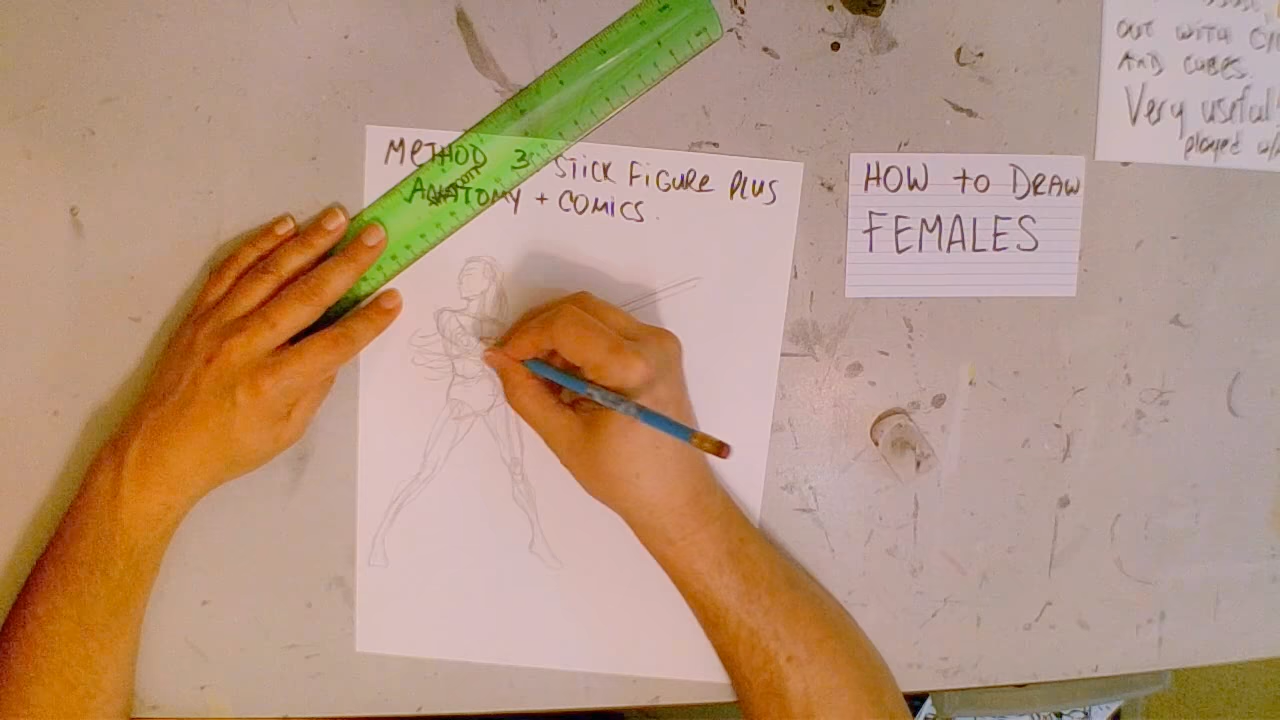 METHOD 3 STICK FIGURE PLUS
ANATOMY + COMICS.
HOW to DRAW
FEMALES
OUT WITH
AND CUBES
Very useful
played